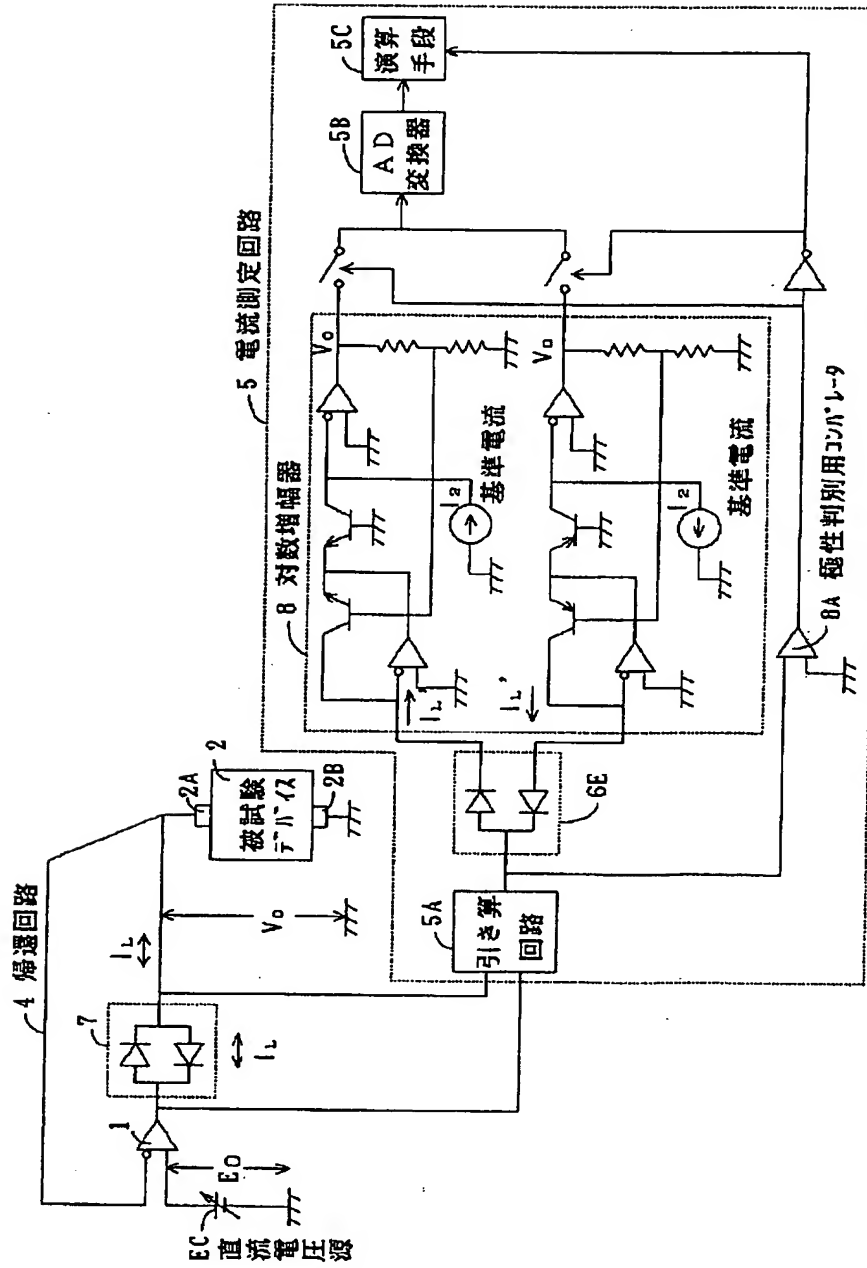 4 帰還回路
EC
直流電圧源
E0
1
7
IL
IL
V0
2A
2
被試験
デバイス
2B
5 電流測定回路
5A
引き算
回路
6E
8 対数増幅器
IL'
IL'
I2
基準電流
I2
基準電流
V0
V0
8A 極性判別用コンパレータ
5B
AD
変換器
5C
演算
手段